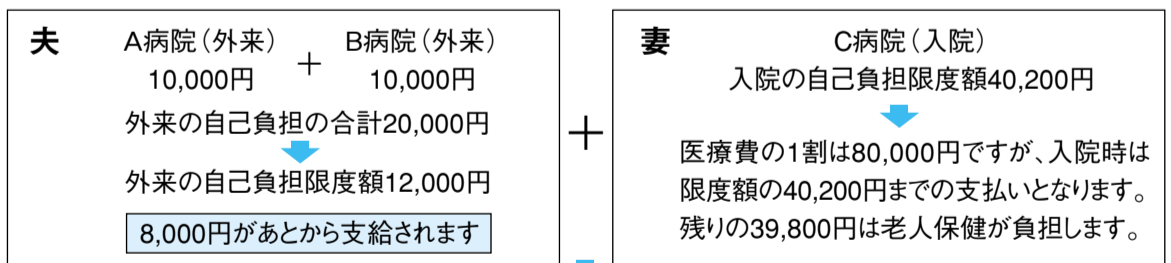 夫
A病院（外来） + B病院（外来）
10,000円 10,000円
外来の自己負担の合計20,000円
外来の自己負担限度額12,000円
8,000円があとから支給されます
+
妻
C病院（入院）
入院の自己負担限度額40,200円
医療費の1割は80,000円ですが、入院時は
限度額の40,200円までの支払いとなります。
残りの39,800円は老人保健が負担します。